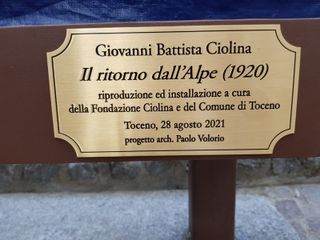 Giovanni Battista Ciolina
Il ritorno dall'Alpe (1920)
riproduzione ed installazione a cura
della Fondazione Ciolina e del Comune di Toceno
Toceno, 28 agosto 2021
progetto arch. Paolo Volorio